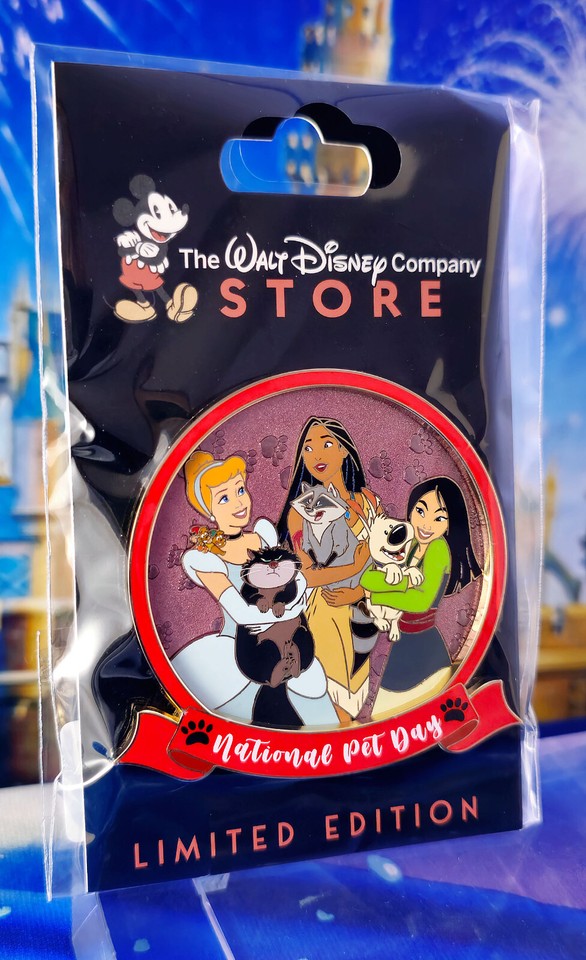 The Walt Disney Company
STORE
National Pet Day
LIMITED EDITION